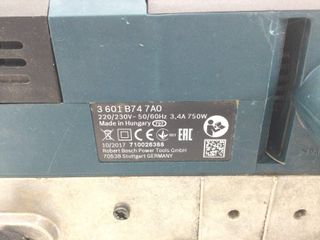 3 601 B74 7A0
220/230V~ 50/60Hz 3,4A 750W
Made in Hungary
10/2017 710026388
Robert Bosch Power Tools GmbH
70538 Stuttgart GERMANY